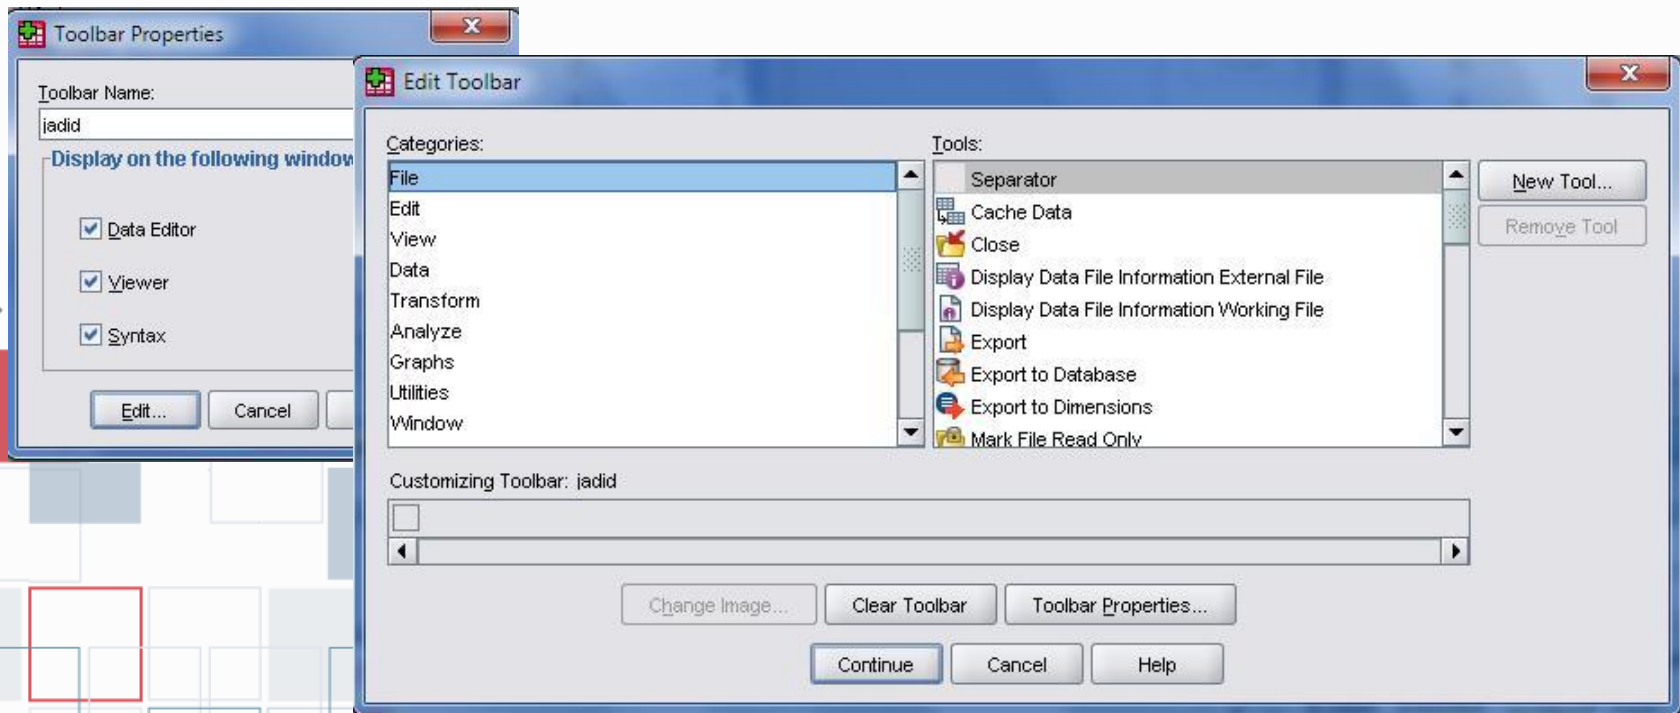 Toolbar Properties
Toolbar Name:
jadid
Display on the following window
Data Editor
Viewer
Syntax
Edit...
Cancel
Edit Toolbar
Categories:
File
Edit
View
Data
Transform
Analyze
Graphs
Utilities
Window
Tools:
Separator
Cache Data
Close
Display Data File Information External File
Display Data File Information Working File
Export
Export to Database
Export to Dimensions
Mark File Read Only
New Tool...
Remove Tool
Customizing Toolbar: jadid
Change Image...
Clear Toolbar
Toolbar Properties...
Continue
Cancel
Help